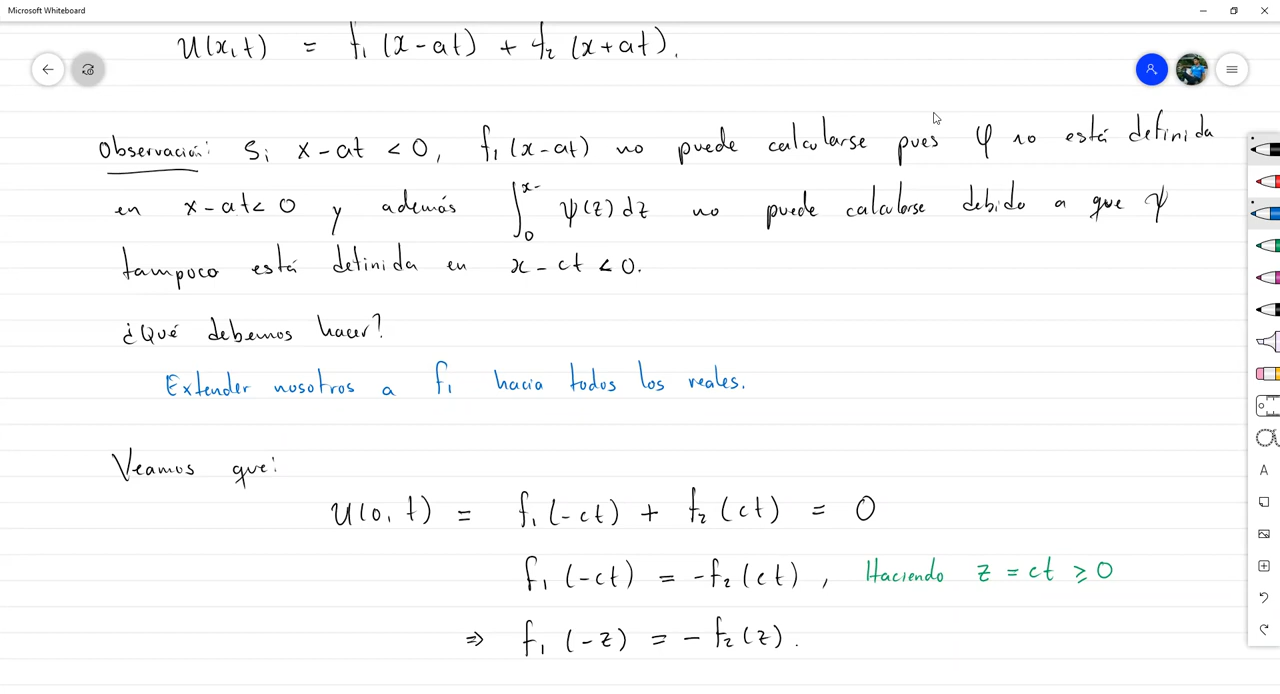 Microsoft Whiteboard
U(x,t) = f₁(x-at) + f₂(x+at).
Observación: Si x-at < 0, f₁(x-at) no puede calcularse pues φ no está definida
en x-at < 0 y además ∫₀ˣ⁻ ψ(z)dz no puede calcularse debido a que ψ
tampoco está definida en x-ct < 0.
¿Qué debemos hacer?
Extender nosotros a f₁ hacia todos los reales.
Veamos que:
U(0,t) = f₁(-ct) + f₂(ct) = 0
f₁(-ct) = -f₂(ct), Haciendo z = ct ≥ 0
⇒ f₁(-z) = -f₂(z).